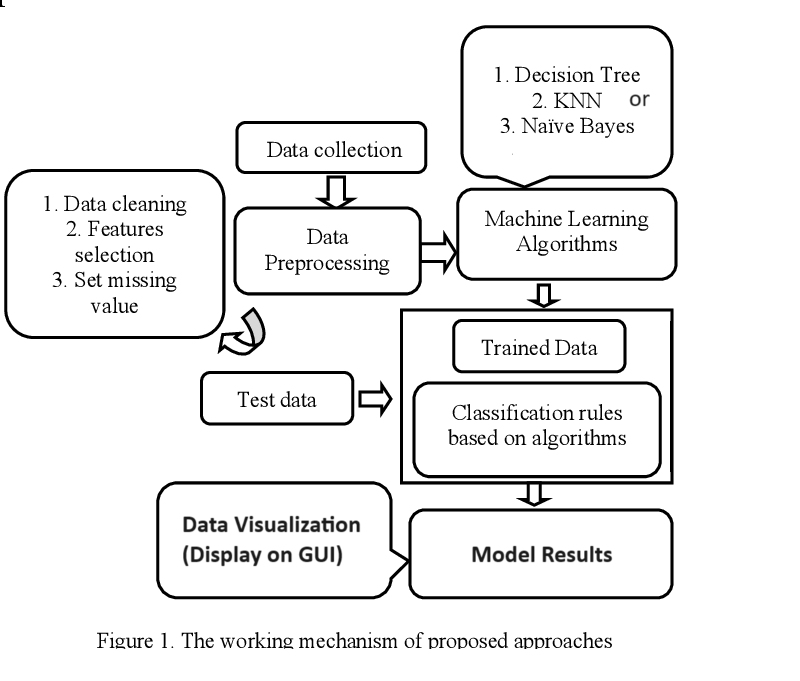 1. Decision Tree
2. KNN or
3. Naïve Bayes
Data collection
1. Data cleaning
2. Features
selection
3. Set missing
value
Data
Preprocessing
Machine Learning
Algorithms
Trained Data
Test data
Classification rules
based on algorithms
Data Visualization
(Display on GUI)
Model Results
Figure 1. The working mechanism of proposed approaches